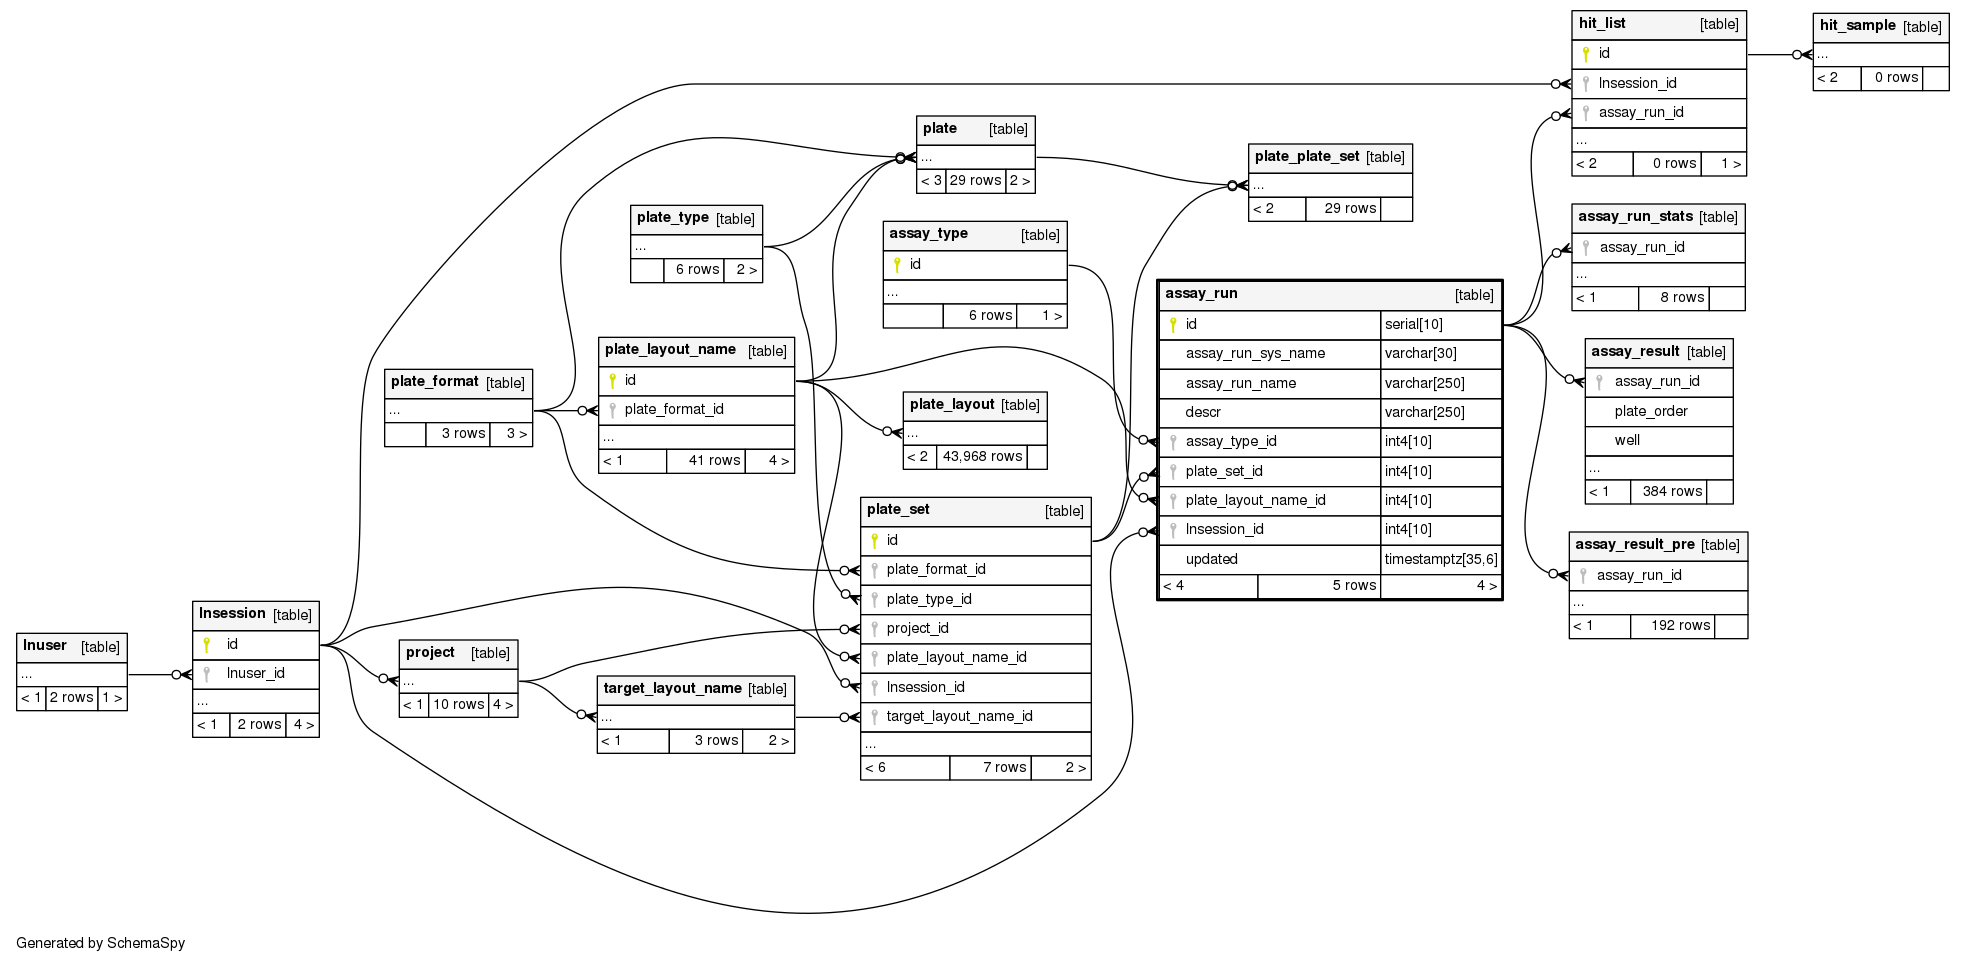 hit_list [table]
id
lnsession_id
assay_run_id
...
< 2 0 rows 1 >
hit_sample [table]
...
< 2 0 rows
plate [table]
...
< 3 29 rows 2 >
plate_plate_set [table]
...
< 2 29 rows
plate_type [table]
...
6 rows 2 >
assay_type [table]
id
...
6 rows 1 >
assay_run_stats [table]
assay_run_id
...
< 1 8 rows
assay_run [table]
id serial[10]
assay_run_sys_name varchar[30]
assay_run_name varchar[250]
descr varchar[250]
assay_type_id int4[10]
plate_set_id int4[10]
plate_layout_name_id int4[10]
lnsession_id int4[10]
updated timestamptz[35,6]
< 4 5 rows 4 >
plate_layout_name [table]
id
plate_format_id
...
< 1 41 rows 4 >
assay_result [table]
assay_run_id
plate_order
well
...
< 1 384 rows
plate_format [table]
...
3 rows 3 >
plate_layout [table]
...
< 2 43,968 rows
plate_set [table]
id
plate_format_id
plate_type_id
project_id
plate_layout_name_id
lnsession_id
target_layout_name_id
...
< 6 7 rows 2 >
assay_result_pre [table]
assay_run_id
...
< 1 192 rows
lnsession [table]
id
lnuser_id
...
< 1 2 rows 4 >
lnuser [table]
...
< 1 2 rows 1 >
project [table]
...
< 1 10 rows 4 >
target_layout_name [table]
...
< 1 3 rows 2 >
Generated by SchemaSpy